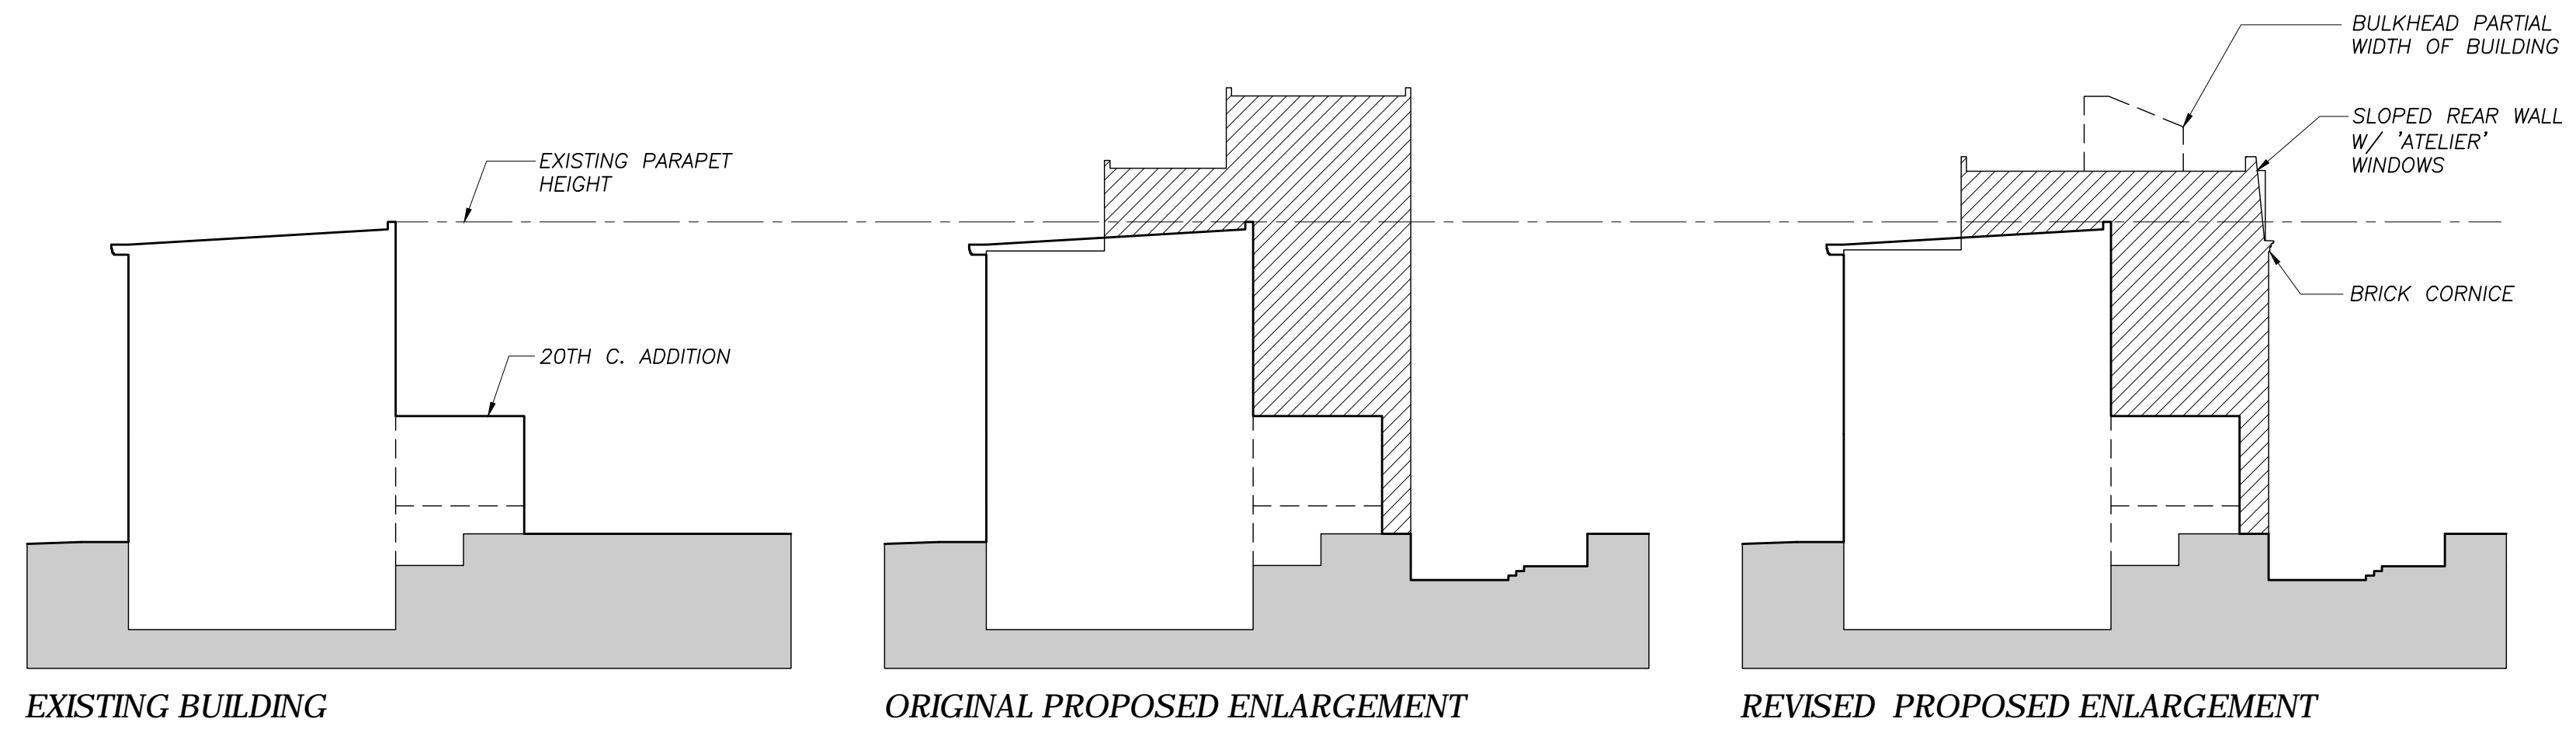 EXISTING PARAPET
HEIGHT
20TH C. ADDITION
EXISTING BUILDING
ORIGINAL PROPOSED ENLARGEMENT
BULKHEAD PARTIAL
WIDTH OF BUILDING
SLOPED REAR WALL
W/ 'ATELIER'
WINDOWS
BRICK CORNICE
REVISED PROPOSED ENLARGEMENT